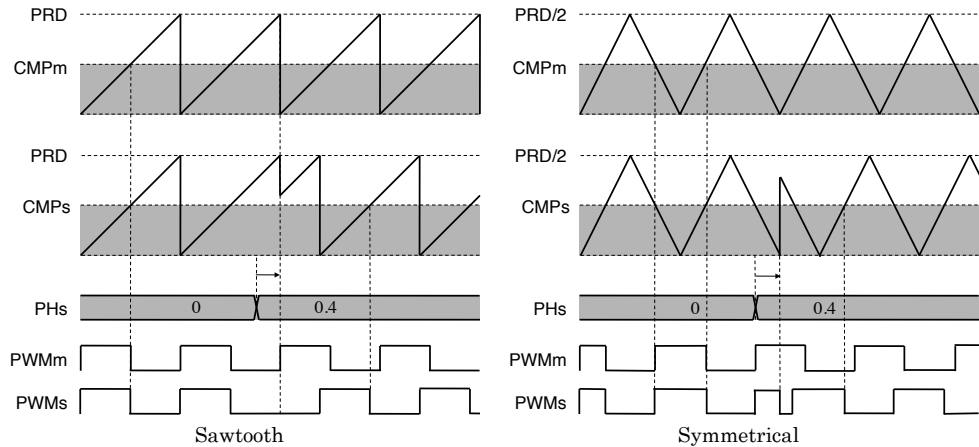 PRD
CMPm
PRD
CMPs
PHs
0
0.4
PWMm
PWMs
Sawtooth
PRD/2
CMPm
PRD/2
CMPs
PHs
0
0.4
PWMm
PWMs
Symmetrical